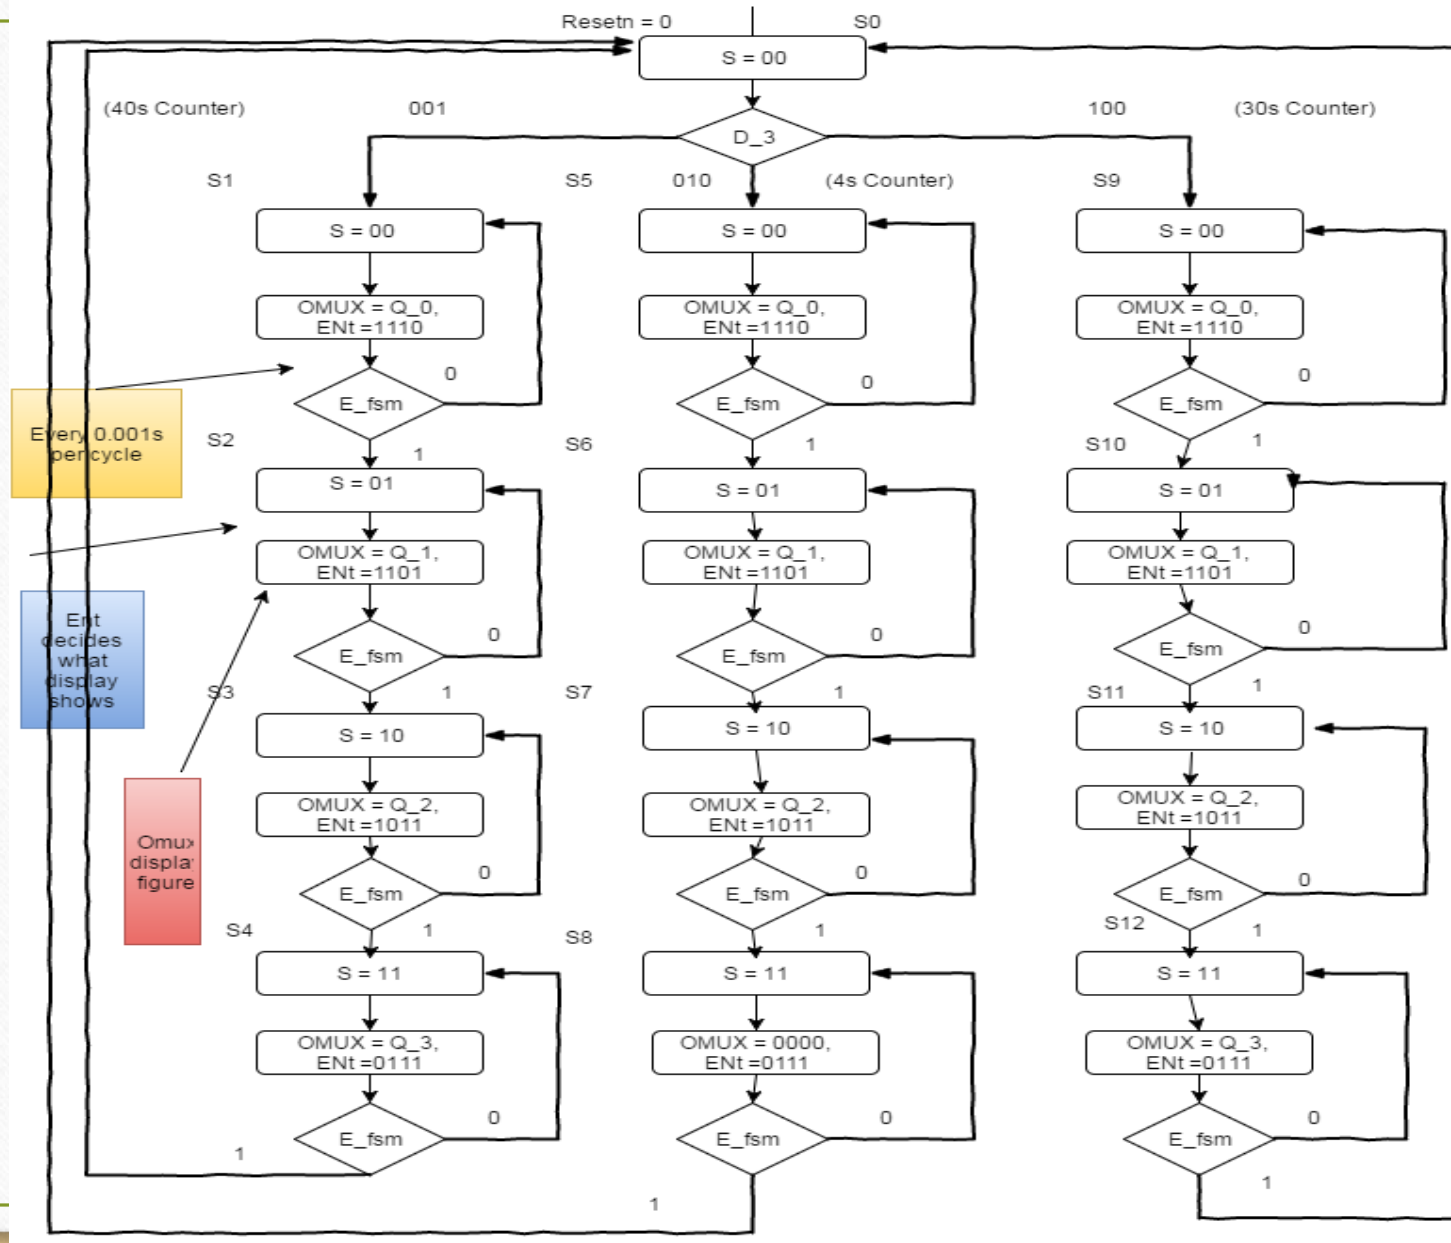 Resetn = 0
S0
S = 00
(40s Counter)
001
D_3
100
(30s Counter)
S1
S5
010
(4s Counter)
S9
S = 00
S = 00
S = 00
OMUX = Q_0,
ENt =1110
OMUX = Q_0,
ENt =1110
OMUX = Q_0,
ENt =1110
E_fsm
0
E_fsm
0
E_fsm
0
Every 0.001s
per cycle
S2
1
S6
1
S10
1
S = 01
S = 01
S = 01
OMUX = Q_1,
ENt =1101
OMUX = Q_1,
ENt =1101
OMUX = Q_1,
ENt =1101
Ent
decides
what
display
shows
E_fsm
0
E_fsm
0
E_fsm
0
S3
1
S7
1
S11
1
S = 10
S = 10
S = 10
OMUX = Q_2,
ENt =1011
OMUX = Q_2,
ENt =1011
OMUX = Q_2,
ENt =1011
Omux
figure
E_fsm
0
E_fsm
0
E_fsm
0
S4
1
S8
1
S12
1
S = 11
S = 11
S = 11
OMUX = Q_3,
ENt =0111
OMUX = 0000,
ENt =0111
OMUX = Q_3,
ENt =0111
E_fsm
0
E_fsm
0
E_fsm
0
1
1
1